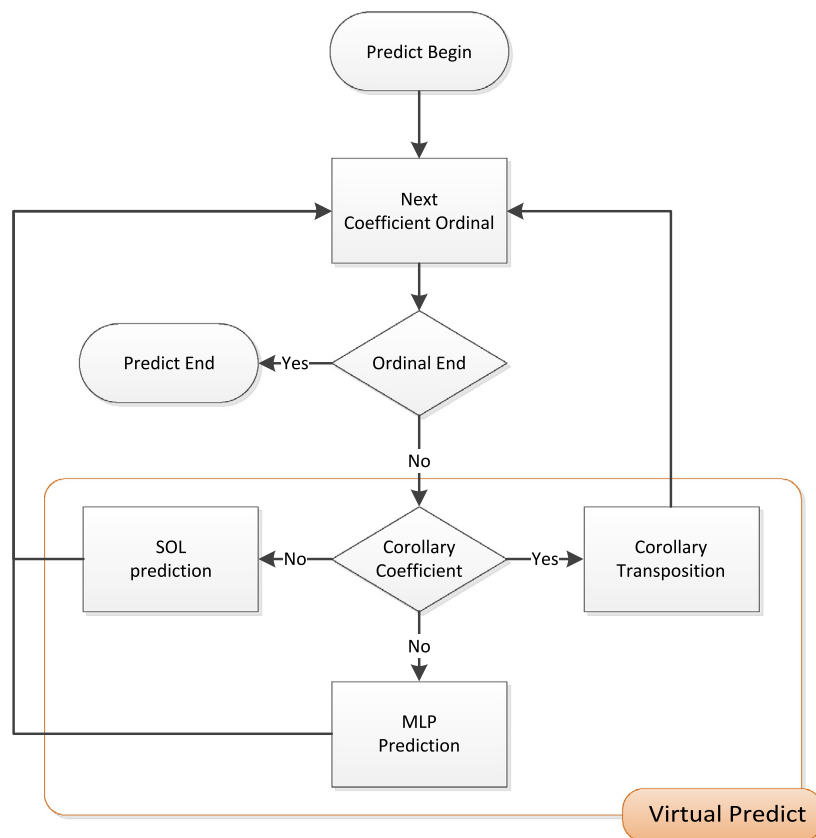 Predict Begin
Next
Coefficient Ordinal
Predict End
Yes
Ordinal End
No
SOL
prediction
No
Corollary
Coefficient
Yes
Corollary
Transposition
No
MLP
Prediction
Virtual Predict